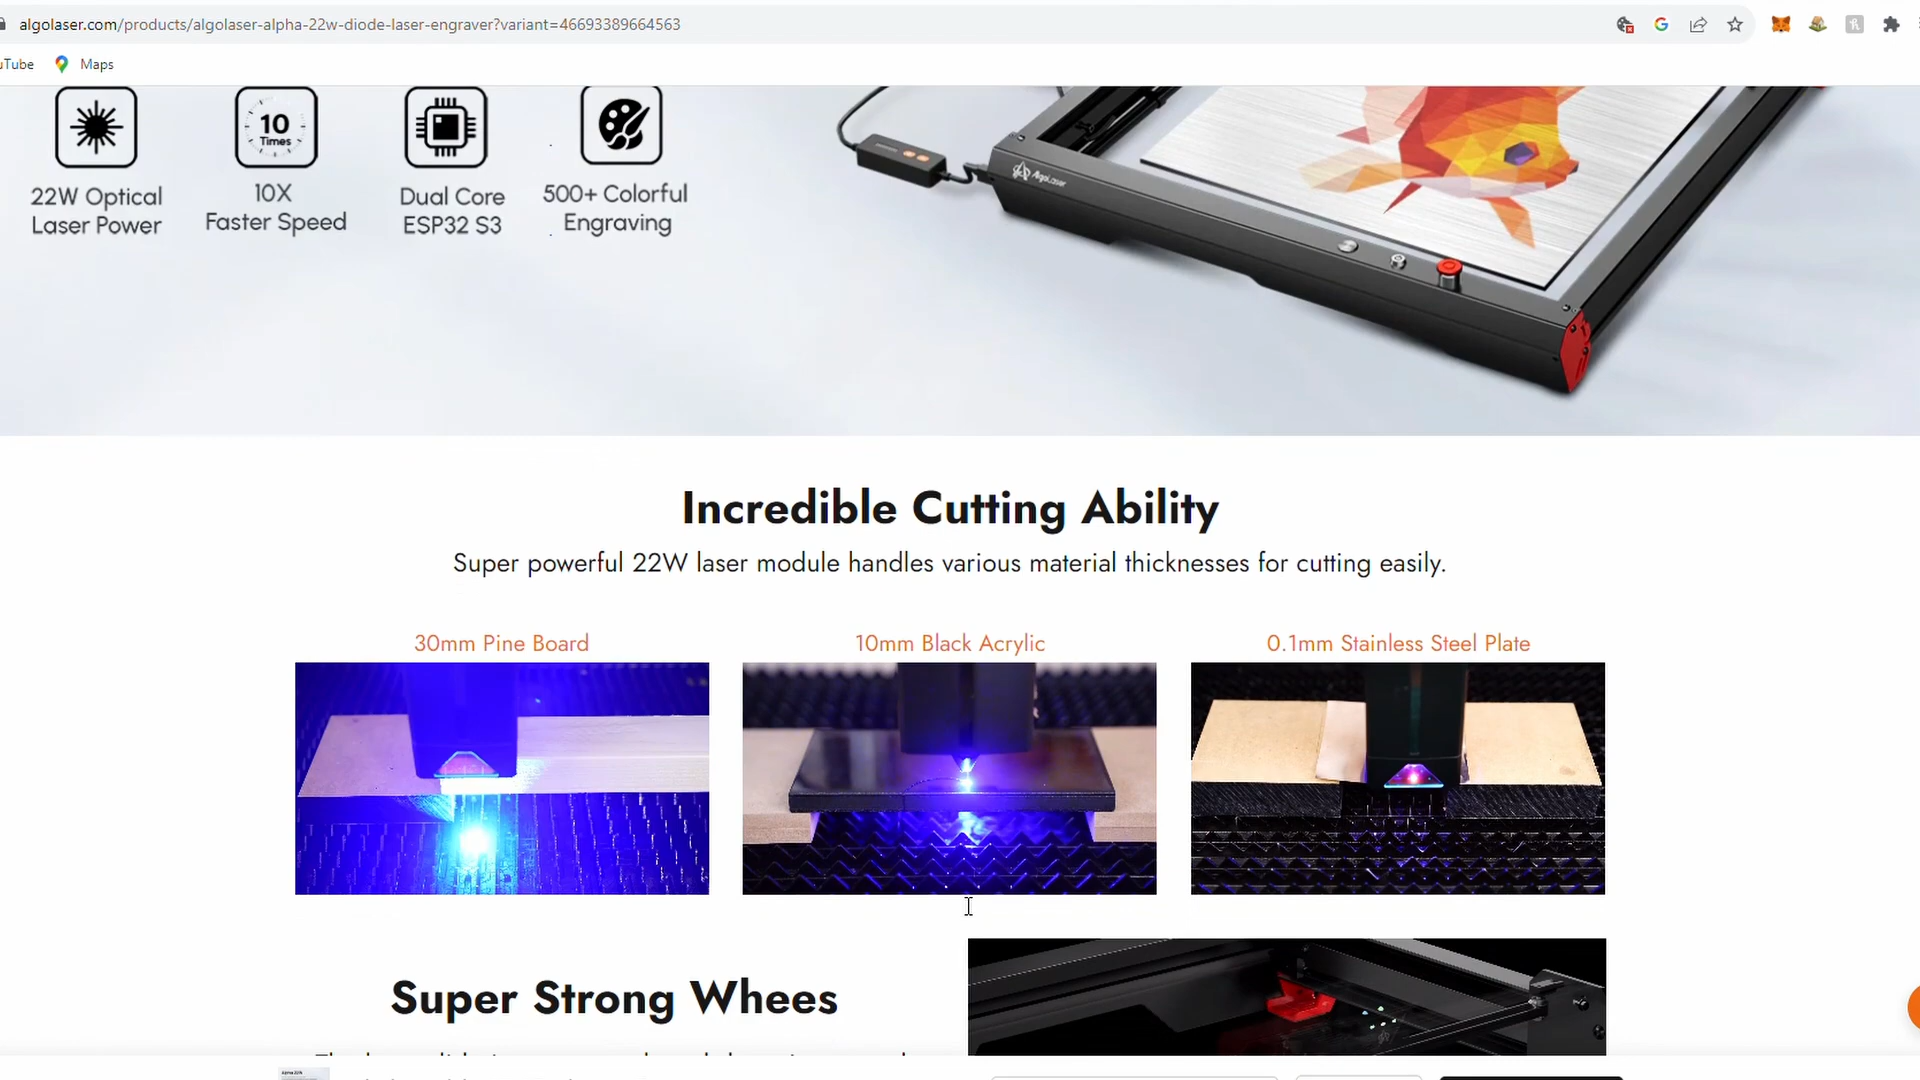 algolaser.com/products/algolaser-alpha-22w-diode-laser-engraver?variant=46693389664563
uTube Maps
10
Times
22W Optical
Laser Power
10X
Faster Speed
Dual Core
ESP32 S3
500+ Colorful
Engraving
AlgoLaser
Incredible Cutting Ability
Super powerful 22W laser module handles various material thicknesses for cutting easily.
30mm Pine Board
10mm Black Acrylic
0.1mm Stainless Steel Plate
Super Strong Whees